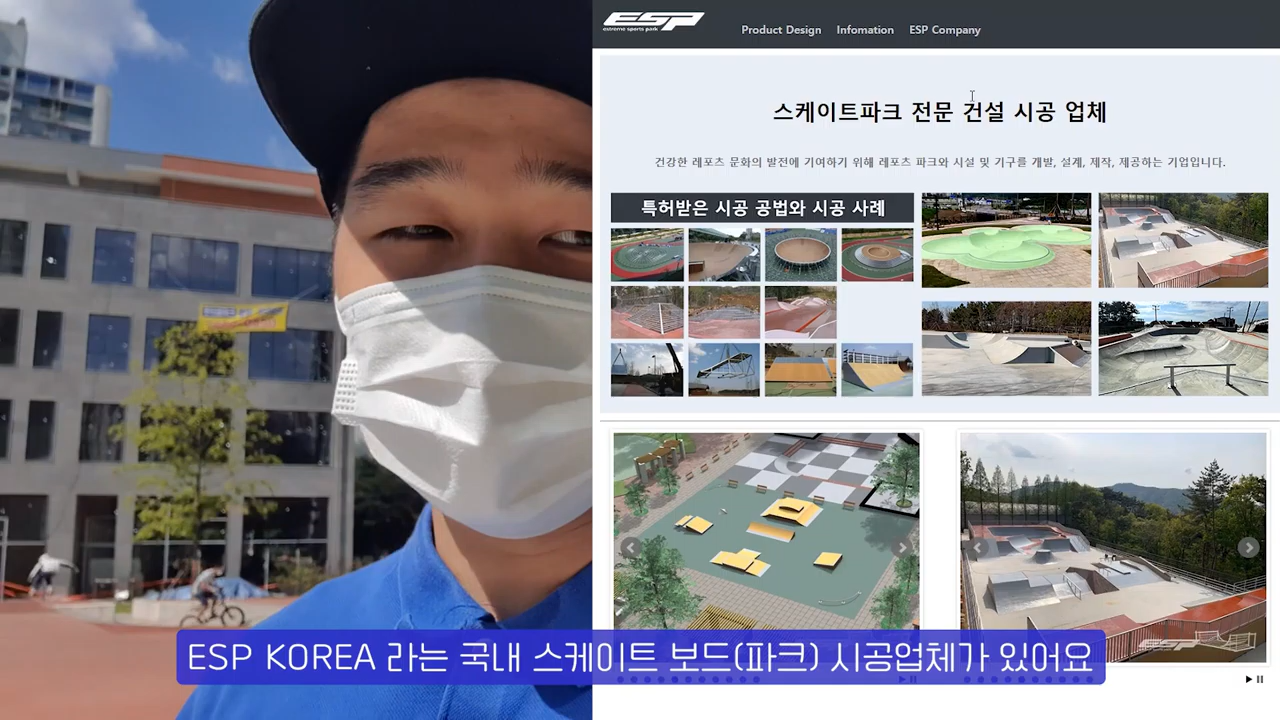 ESP
extreme sports park
Product Design
Infomation
ESP Company
스케이트파크 전문 건설 시공 업체
건강한 레포츠 문화의 발전에 기여하기 위해 레포츠 파크와 시설 및 기구를 개발, 설계, 제작, 제공하는 기업입니다.
특허받은 시공 공법와 시공 사례
ESP
ESP KOREA 라는 국내 스케이트 보드(파크) 시공업체가 있어요